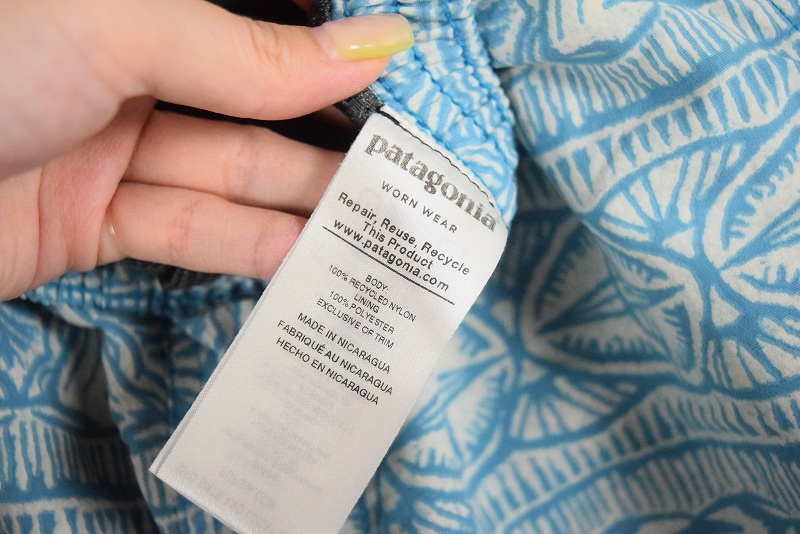 patagonia
WORN WEAR
Repair, Reuse, Recycle
This Product
www.patagonia.com
BODY:
100% RECYCLED NYLON
LINING
100% POLYESTER
EXCLUSIVE OF TRIM
MADE IN NICARAGUA
FABRIQUÉ AU NICARAGUA
HECHO EN NICARAGUA